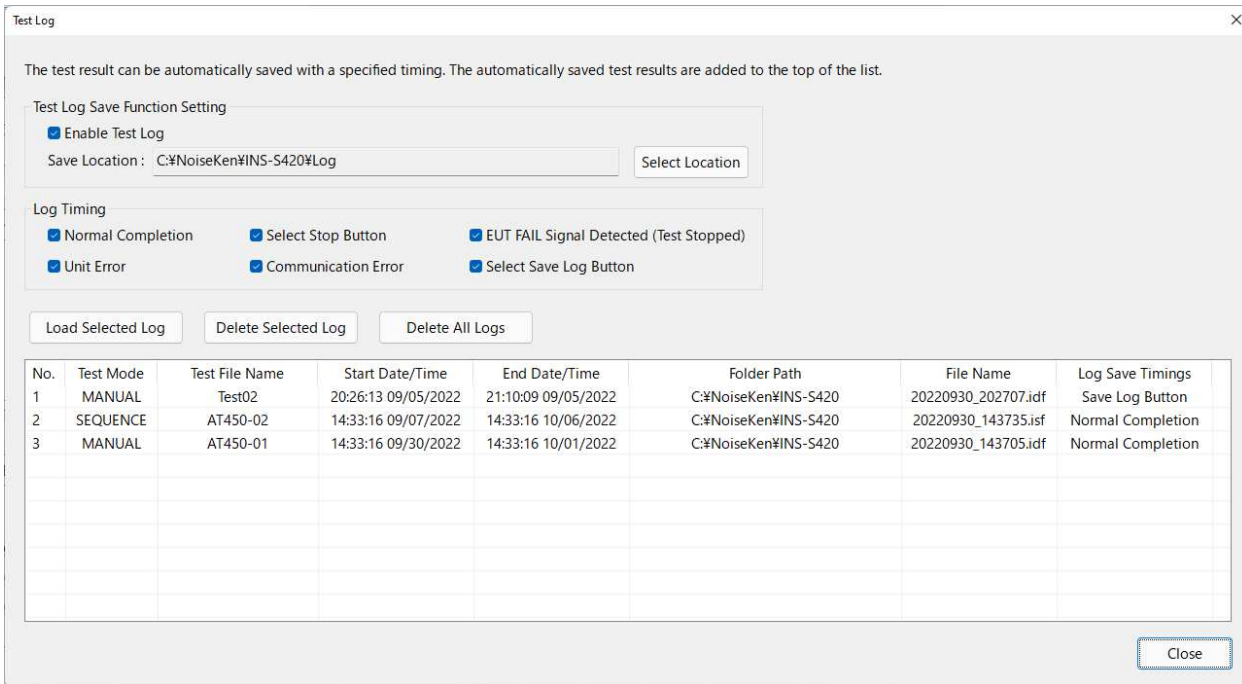 Test Log
The test result can be automatically saved with a specified timing. The automatically saved test results are added to the top of the list.
Test Log Save Function Setting
Enable Test Log
Save Location : C:¥NoiseKen¥INS-S420¥Log Select Location
Log Timing
Normal Completion Select Stop Button EUT FAIL Signal Detected (Test Stopped)
Unit Error Communication Error Select Save Log Button
Load Selected Log Delete Selected Log Delete All Logs
No. Test Mode Test File Name Start Date/Time End Date/Time Folder Path File Name Log Save Timings
1 MANUAL Test02 20:26:13 09/05/2022 21:10:09 09/05/2022 C:¥NoiseKen¥INS-S420 20220930_202707.idf Save Log Button
2 SEQUENCE AT450-02 14:33:16 09/07/2022 14:33:16 10/06/2022 C:¥NoiseKen¥INS-S420 20220930_143735.isf Normal Completion
3 MANUAL AT450-01 14:33:16 09/30/2022 14:33:16 10/01/2022 C:¥NoiseKen¥INS-S420 20220930_143705.idf Normal Completion
Close